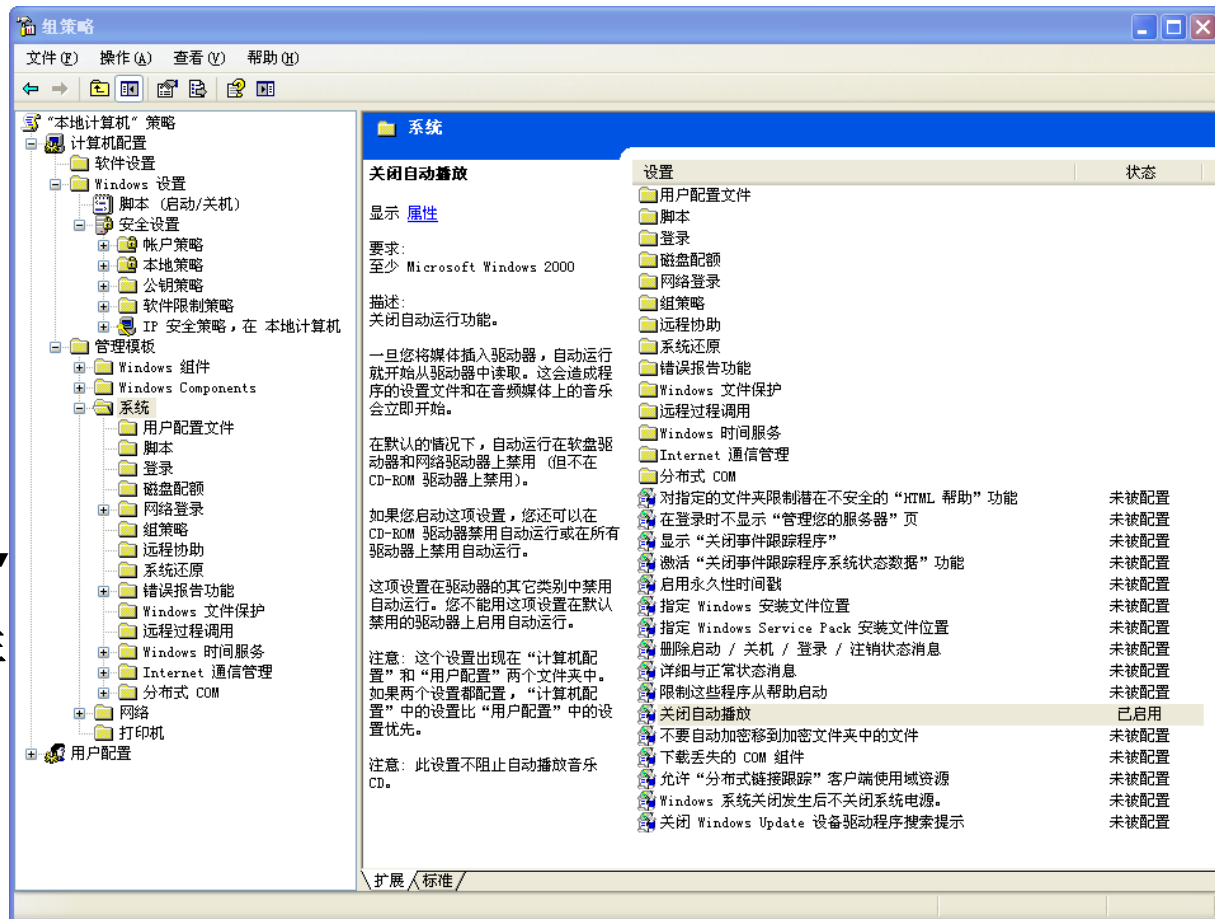 组策略
文件(F) 操作(A) 查看(V) 帮助(H)
“本地计算机”策略
计算机配置
软件设置
Windows 设置
脚本 (启动/关机)
安全设置
帐户策略
本地策略
公钥策略
软件限制策略
IP 安全策略，在 本地计算机
管理模板
Windows 组件
Windows Components
系统
用户配置文件
脚本
登录
磁盘配额
网络登录
组策略
远程协助
系统还原
错误报告功能
Windows 文件保护
远程过程调用
Windows 时间服务
Internet 通信管理
分布式 COM
网络
打印机
用户配置
系统
关闭自动播放
显示 属性
要求:
至少 Microsoft Windows 2000
描述:
关闭自动运行功能。
一旦您将媒体插入驱动器，自动运行
就开始从驱动器中读取。这会造成程
序的设置文件和在音频媒体上的音乐
会立即开始。
在默认的情况下，自动运行在软盘驱
动器和网络驱动器上禁用 (但不在
CD-ROM 驱动器上禁用)。
如果您启动这项设置，您还可以在
CD-ROM 驱动器禁用自动运行或在所有
驱动器上禁用自动运行。
这项设置在驱动器的其它类别中禁用
自动运行。您不能用这项设置在默认
禁用的驱动器上启用自动运行。
注意: 这个设置出现在“计算机配
置”和“用户配置”两个文件夹中。
如果两个设置都配置，“计算机配
置”中的设置比“用户配置”中的设
置优先。
注意: 此设置不阻止自动播放音乐
CD。
设置 状态
用户配置文件
脚本
登录
磁盘配额
网络登录
组策略
远程协助
系统还原
错误报告功能
Windows 文件保护
远程过程调用
Windows 时间服务
Internet 通信管理
分布式 COM
对指定的文件夹限制潜在不安全的“HTML 帮助”功能 未被配置
在登录时不显示“管理您的服务器”页 未被配置
显示“关闭事件跟踪程序” 未被配置
激活“关闭事件跟踪程序系统状态数据”功能 未被配置
启用永久性时间戳 未被配置
指定 Windows 安装文件位置 未被配置
指定 Windows Service Pack 安装文件位置 未被配置
删除启动 / 关机 / 登录 / 注销状态消息 未被配置
详细与正常状态消息 未被配置
限制这些程序从帮助启动 未被配置
关闭自动播放 已启用
不要自动加密移到加密文件夹中的文件 未被配置
下载丢失的 COM 组件 未被配置
允许“分布式链接跟踪”客户端使用域资源 未被配置
Windows 系统关闭发生后不关闭系统电源。 未被配置
关闭 Windows Update 设备驱动程序搜索提示 未被配置
扩展 标准